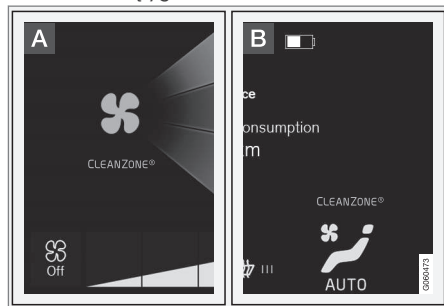 A
CLEANZONE®
Off
B
ce
onsumption
m
CLEANZONE®
III
AUTO
G060473